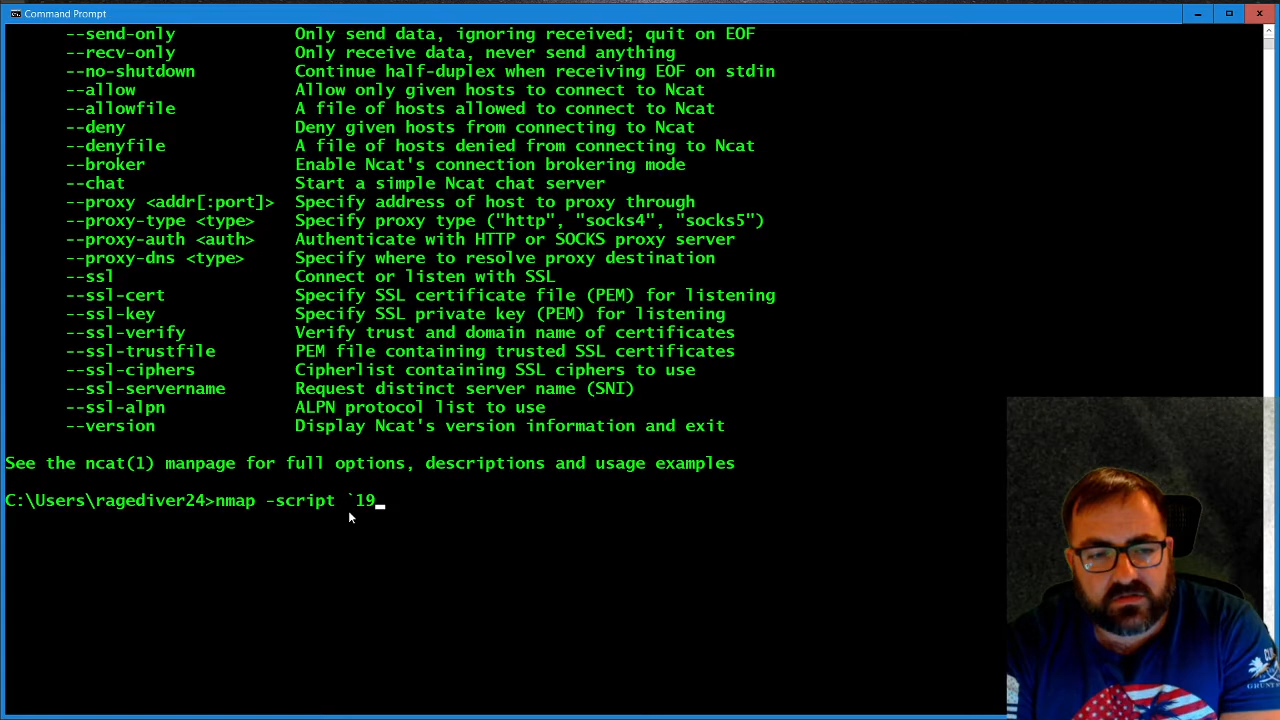 Command Prompt
--send-only Only send data, ignoring received; quit on EOF
--recv-only Only receive data, never send anything
--no-shutdown Continue half-duplex when receiving EOF on stdin
--allow Allow only given hosts to connect to Ncat
--allowfile A file of hosts allowed to connect to Ncat
--deny Deny given hosts from connecting to Ncat
--denyfile A file of hosts denied from connecting to Ncat
--broker Enable Ncat's connection brokering mode
--chat Start a simple Ncat chat server
--proxy <addr[:port]> Specify address of host to proxy through
--proxy-type <type> Specify proxy type ("http", "socks4", "socks5")
--proxy-auth <auth> Authenticate with HTTP or SOCKS proxy server
--proxy-dns <type> Specify where to resolve proxy destination
--ssl Connect or listen with SSL
--ssl-cert Specify SSL certificate file (PEM) for listening
--ssl-key Specify SSL private key (PEM) for listening
--ssl-verify Verify trust and domain name of certificates
--ssl-trustfile PEM file containing trusted SSL certificates
--ssl-ciphers Cipherlist containing SSL ciphers to use
--ssl-servername Request distinct server name (SNI)
--ssl-alpn ALPN protocol list to use
--version Display Ncat's version information and exit
See the ncat(1) manpage for full options, descriptions and usage examples
C:\Users\ragediver24>nmap -script `19_